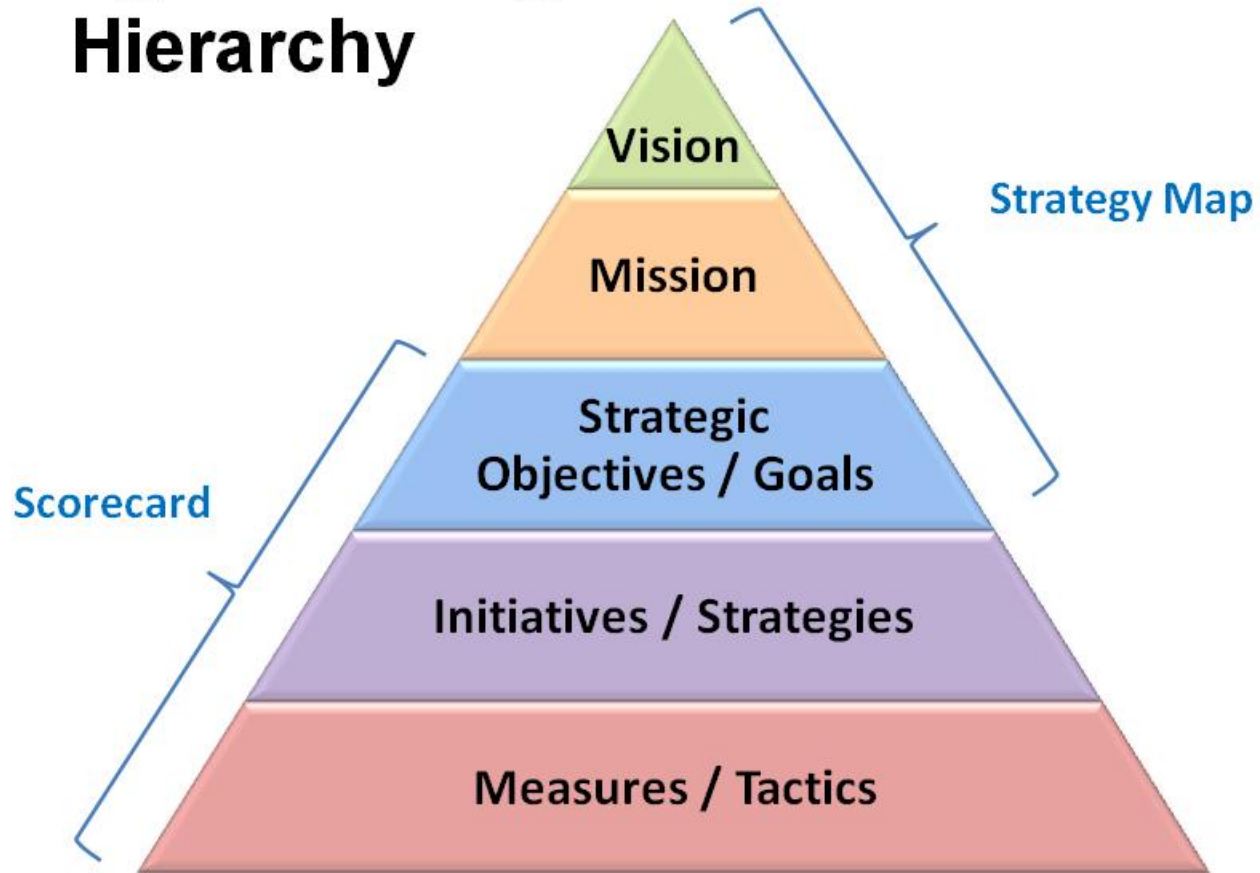 Hierarchy
Vision
Strategy Map
Mission
Strategic
Objectives / Goals
Scorecard
Initiatives / Strategies
Measures / Tactics